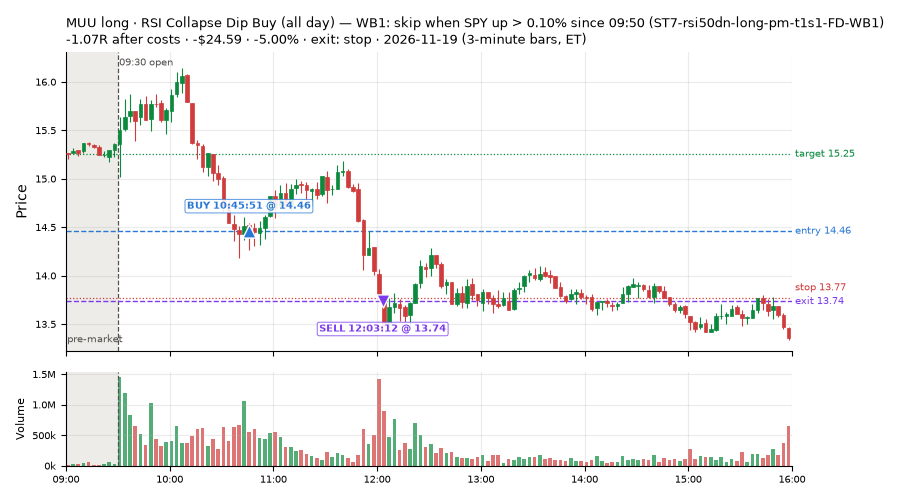 MUU long · RSI Collapse Dip Buy (all day) — WB1: skip when SPY up > 0.10% since 09:50 (ST7-rsi50dn-long-pm-t1s1-FD-WB1)
-1.07R after costs · -$24.59 · -5.00% · exit: stop · 2026-11-19 (3-minute bars, ET)
09:30 open
16.0
15.5
15.0
14.5
14.0
13.5
Price
target 15.25
BUY 10:45:51 @ 14.46
entry 14.46
stop 13.77
exit 13.74
SELL 12:03:12 @ 13.74
pre-market
1.5M
1.0M
500k
0k
Volume
09:00
10:00
11:00
12:00
13:00
14:00
15:00
16:00